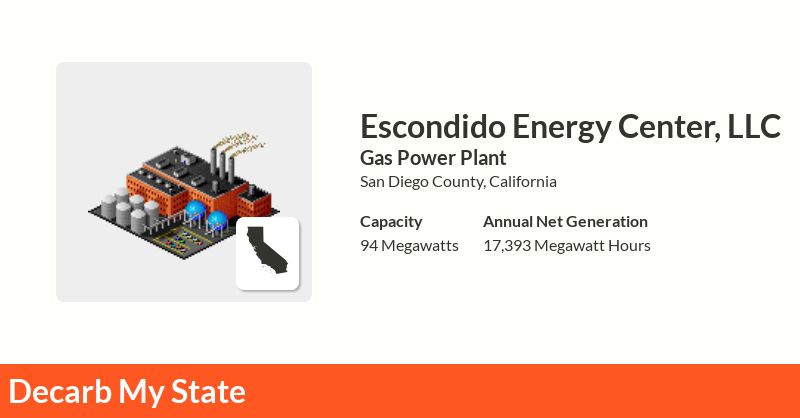 Escondido Energy Center, LLC
Gas Power Plant
San Diego County, California
Capacity
94 Megawatts
Annual Net Generation
17,393 Megawatt Hours
Decarb My State